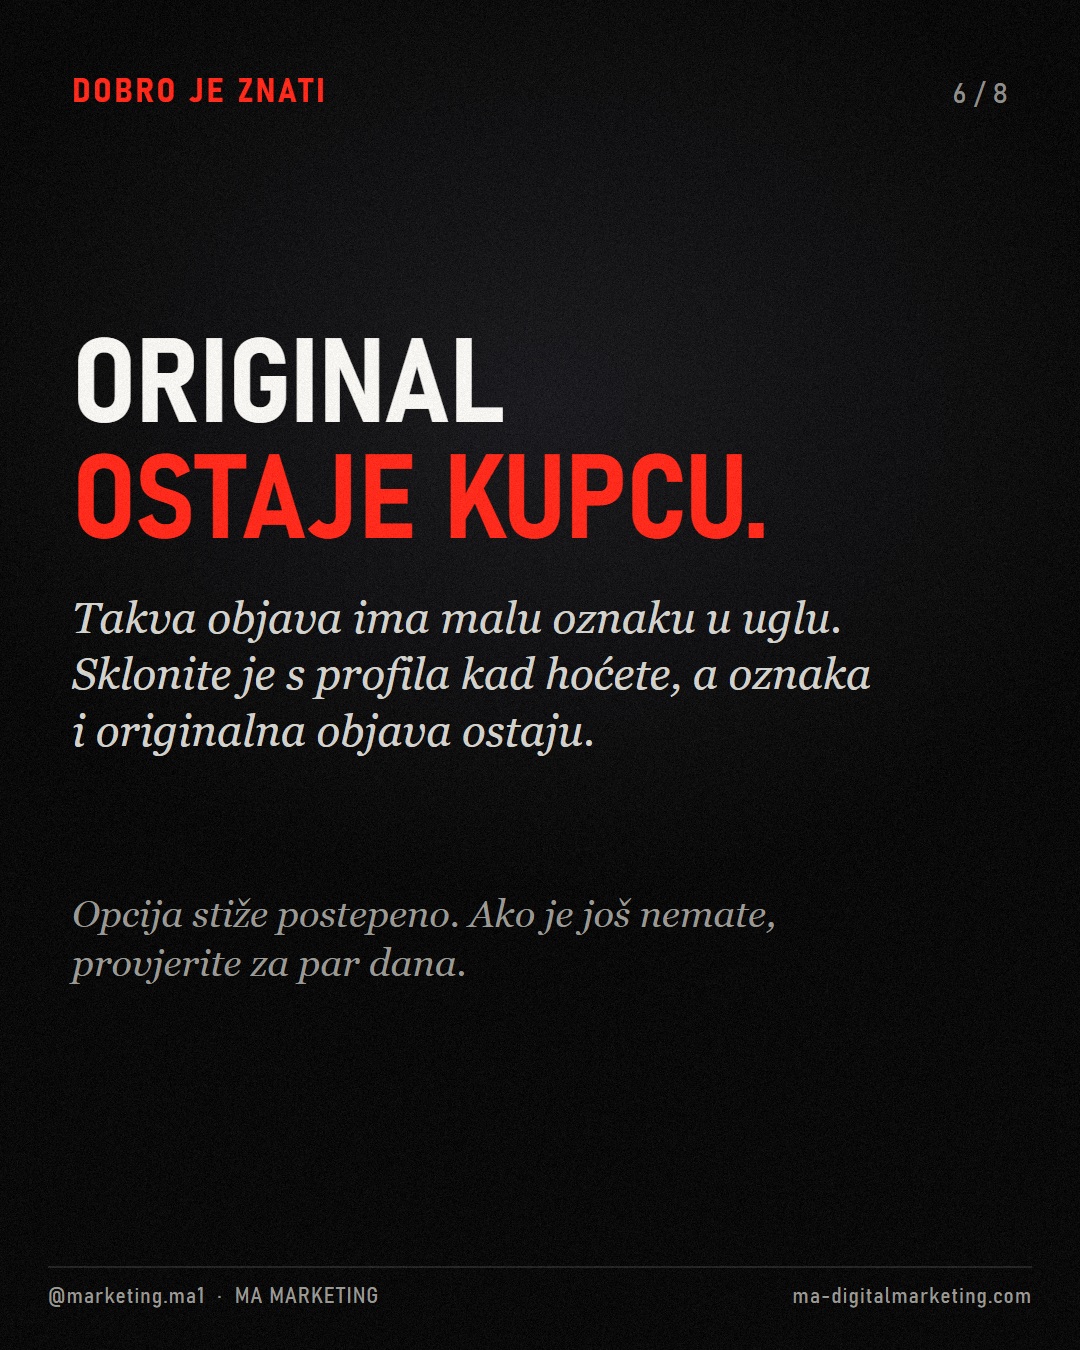 DOBRO JE ZNATI
6 / 8
ORIGINAL
OSTAJE KUPCU.
Takva objava ima malu oznaku u uglu.
Sklonite je s profila kad hoćete, a oznaka
i originalna objava ostaju.
Opcija stiže postepeno. Ako je još nemate,
provjerite za par dana.
@marketing.ma1 · MA MARKETING
ma-digitalmarketing.com